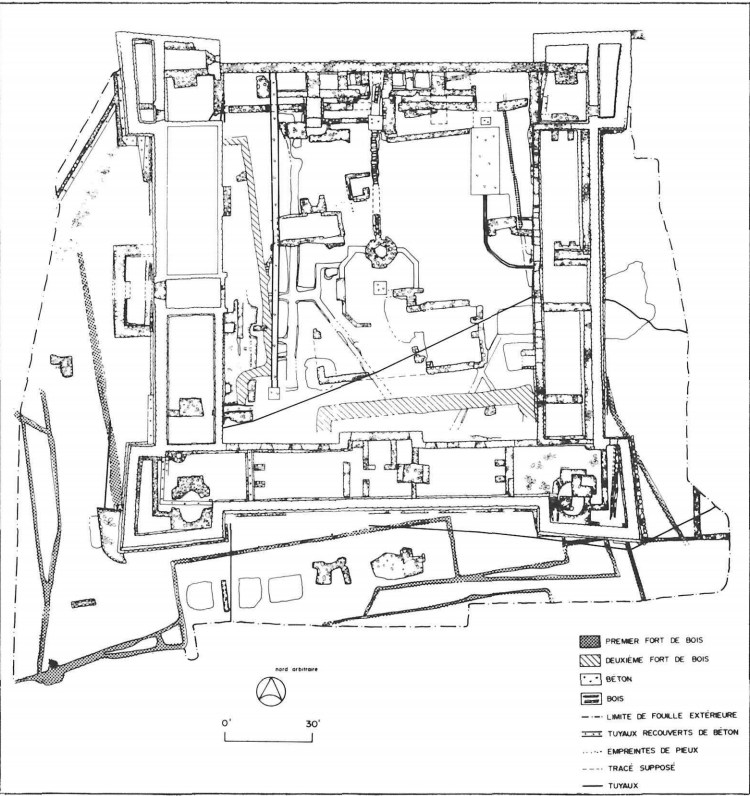 nord arbitraire
0' 30'
PREMIER FORT DE BOIS
DEUXIÈME FORT DE BOIS
BÉTON
BOIS
LIMITE DE FOUILLE EXTÉRIEURE
TUYAUX RECOUVERTS DE BÉTON
EMPREINTES DE PIEUX
TRACÉ SUPPOSÉ
TUYAUX